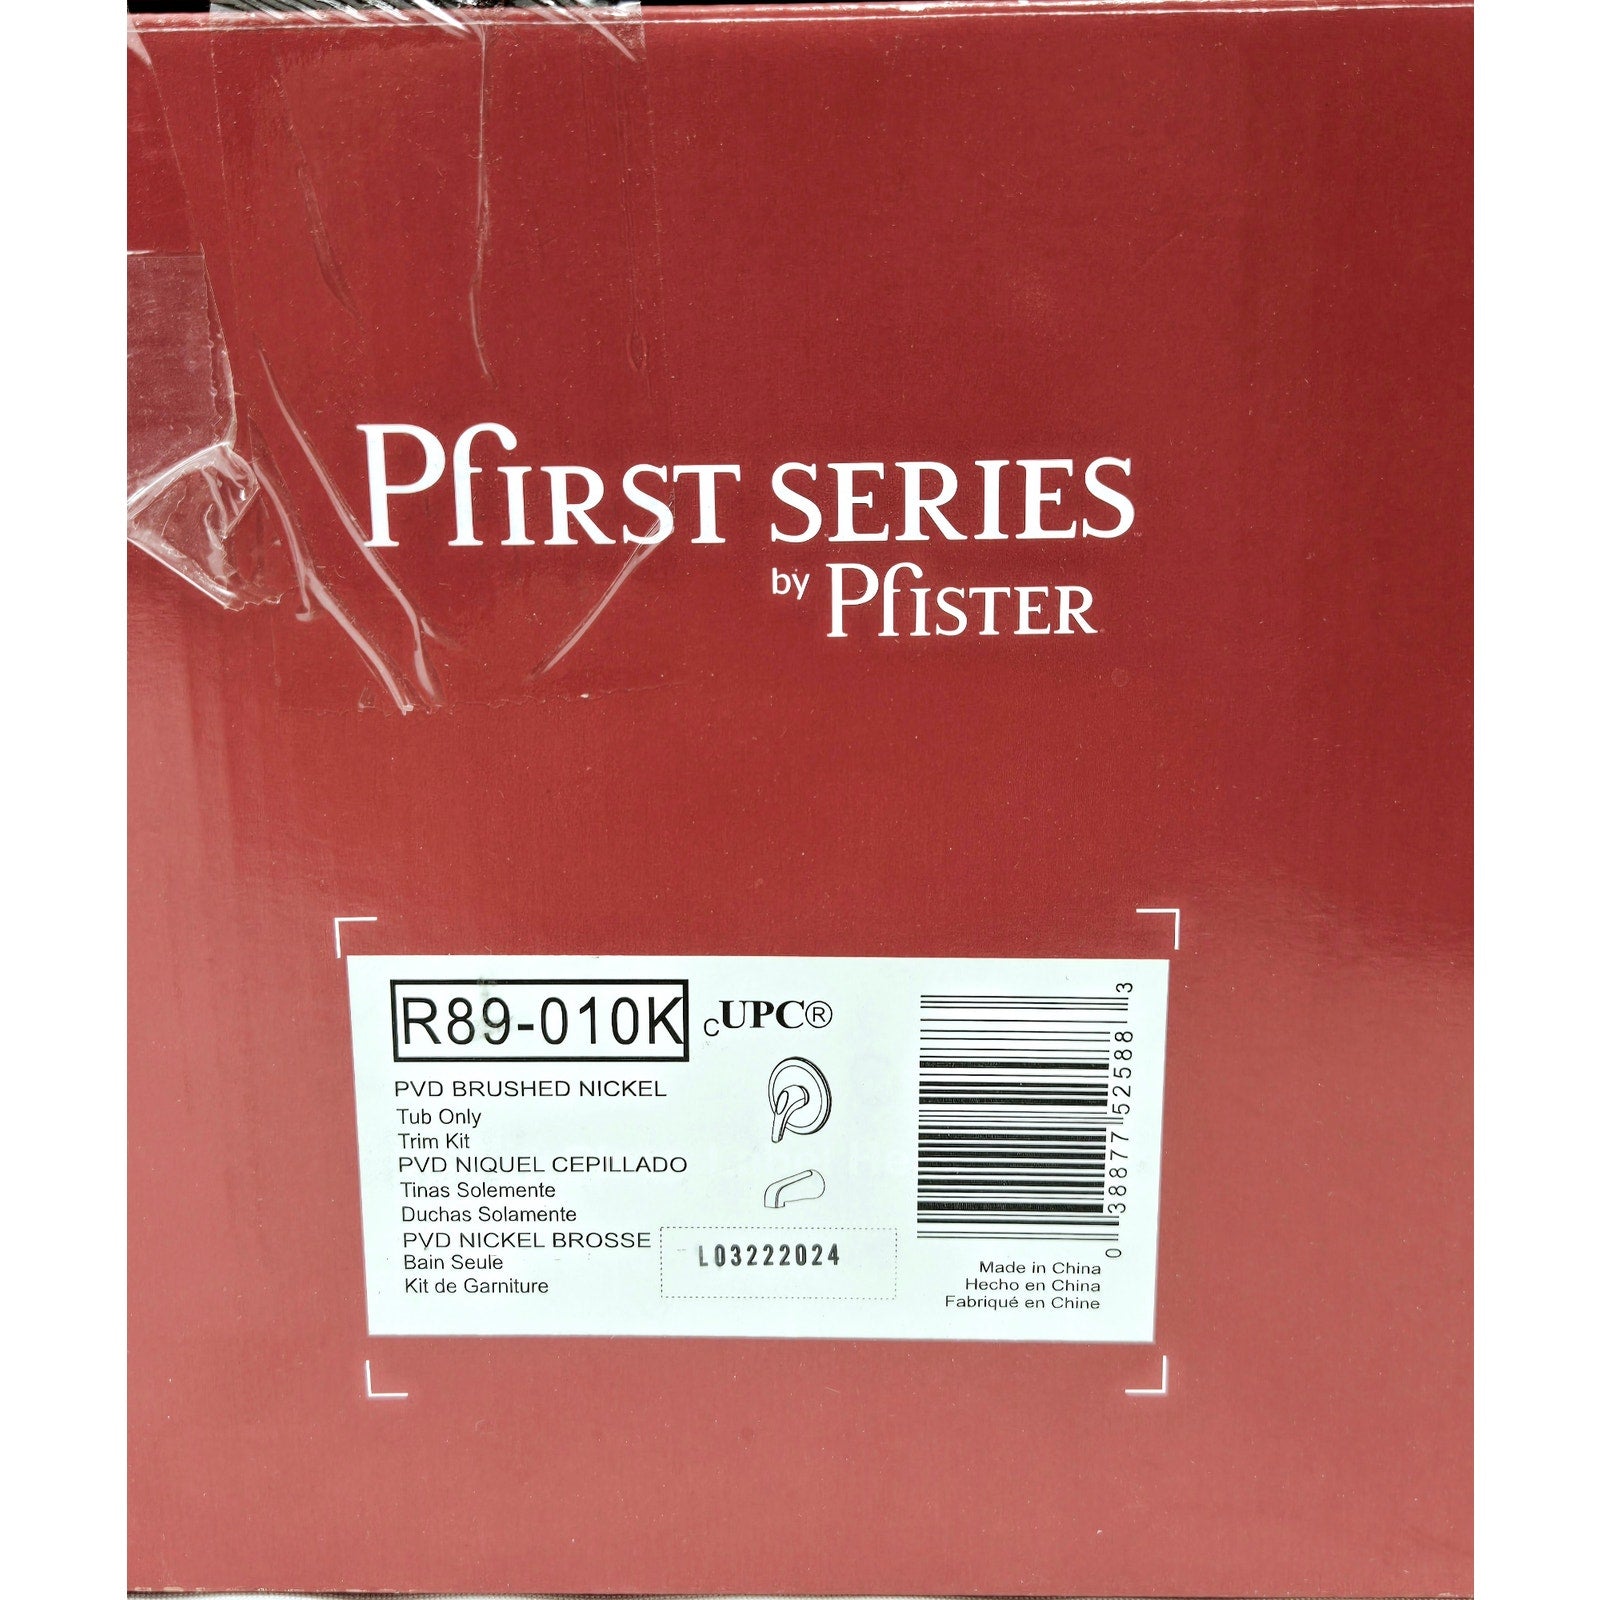 Pfirst Series
by Pfister
R89-010K cUPC®
PVD BRUSHED NICKEL
Tub Only
Trim Kit
PVD NIQUEL CEPILLADO
Tinas Solemente
Duchas Solamente
PVD NICKEL BROSSE
Bain Seule
Kit de Garniture
L03222024
0 38877 52588 3
Made in China
Hecho en China
Fabriqué en Chine